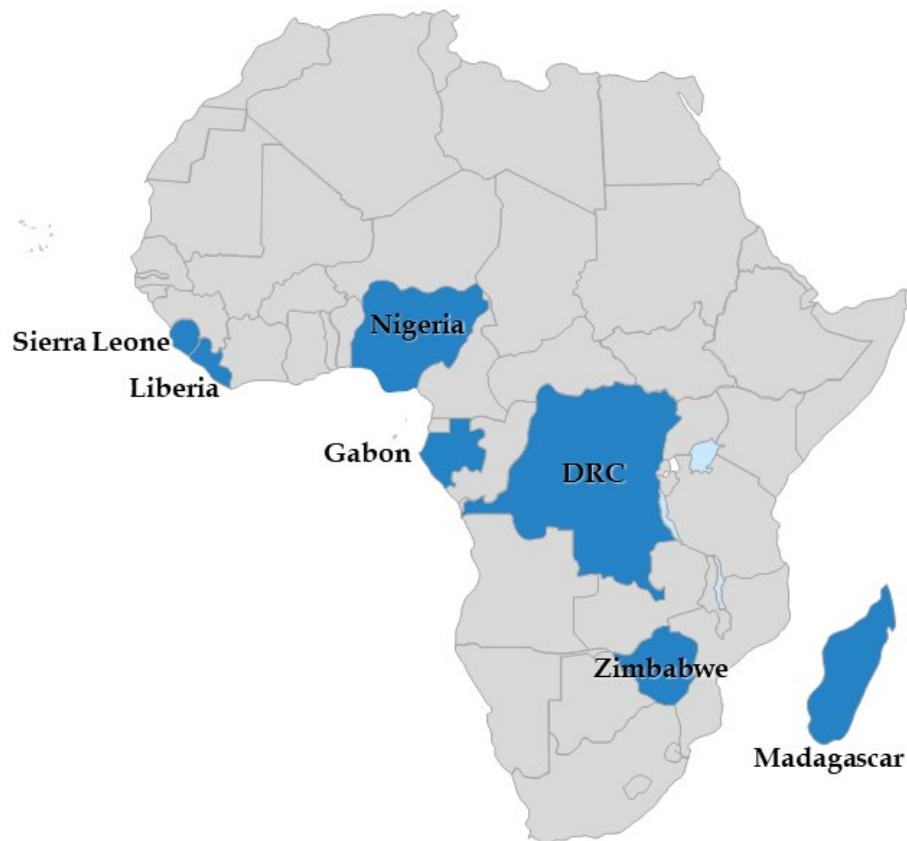 Nigeria
Sierra Leone
Liberia
Gabon
DRC
Zimbabwe
Madagascar